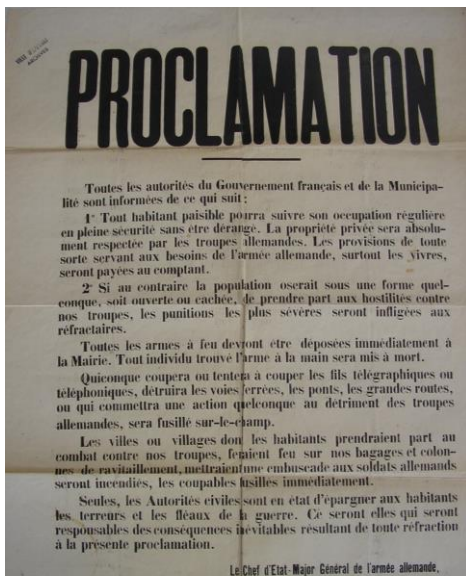 ARCHIVES
PROCLAMATION
Toutes les autorités du Gouvernement français et de la Municipa-
lité sont informées de ce qui suit :
1° Tout habitant paisible pourra suivre son occupation régulière
en pleine sécurité sans être dérangé. La propriété privée sera absolu-
ment respectée par les troupes allemandes. Les provisions de toute
sorte servant aux besoins de l'armée allemande, surtout les vivres,
seront payées au comptant.
2° Si au contraire la population oserait sous une forme quel-
conque, soit ouverte ou cachée, de prendre part aux hostilités contre
nos troupes, les punitions les plus sévères seront infligées aux
réfractaires.
Toutes les armes à feu devront être déposées immédiatement à
la Mairie. Tout individu trouvé l'arme à la main sera mis à mort.
Quiconque coupera ou tentera à couper les fils télégraphiques ou
téléphoniques, détruira les voies ferrées, les ponts, les grandes routes,
ou qui commettra une action quelconque au détriment des troupes
allemandes, sera fusillé sur-le-champ.
Les villes ou villages dont les habitants prendraient part au
combat contre nos troupes, feraient feu sur nos bagages et colon-
nes de ravitaillement, mettraient une embuscade aux soldats allemands
seront incendiés, les coupables fusillés immédiatement.
Seules, les Autorités civiles sont en état d'épargner aux habitants
les terreurs et les fléaux de la guerre. Ce seront elles qui seront
responsables des conséquences inévitables résultant de toute réfraction
à la présente proclamation.
Le Chef d'Etat-Major Général de l'armée allemande,